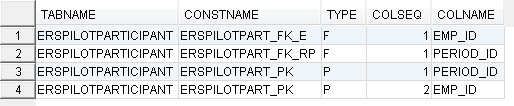 TABNAME CONSTNAME TYPE COLSEQ COLNAME
1 ERSPILOTPARTICIPANT ERSPILOTPART_FK_E F 1 EMP_ID
2 ERSPILOTPARTICIPANT ERSPILOTPART_FK_RP F 1 PERIOD_ID
3 ERSPILOTPARTICIPANT ERSPILOTPART_PK P 1 PERIOD_ID
4 ERSPILOTPARTICIPANT ERSPILOTPART_PK P 2 EMP_ID